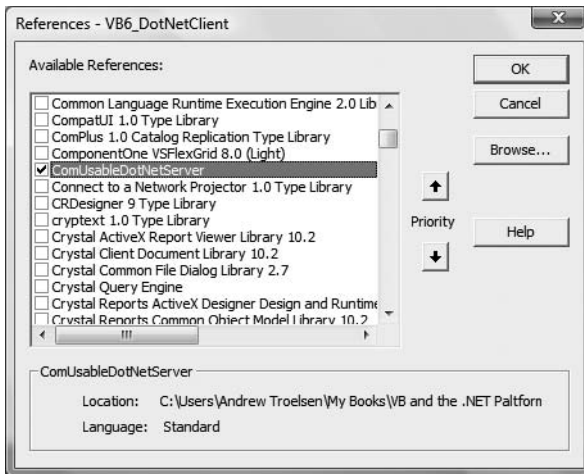 References - VB6_DotNetClient
Available References:
Common Language Runtime Execution Engine 2.0 Lib
CompatUI 1.0 Type Library
ComPlus 1.0 Catalog Replication Type Library
ComponentOne VSFlexGrid 8.0 (Light)
ComUsableDotNetServer
Connect to a Network Projector 1.0 Type Library
CRDesigner 9 Type Library
cryptext 1.0 Type Library
Crystal ActiveX Report Viewer Library 10.2
Crystal Client Document Library 10.2
Crystal Common File Dialog Library 2.7
Crystal Query Engine
Crystal Reports ActiveX Designer Design and Runtime
Crystal Reports Common Object Model Library 10.2
OK
Cancel
Browse...
Priority
Help
ComUsableDotNetServer
Location: C:\Users\Andrew Troelsen\My Books\VB and the .NET Paltforn
Language: Standard